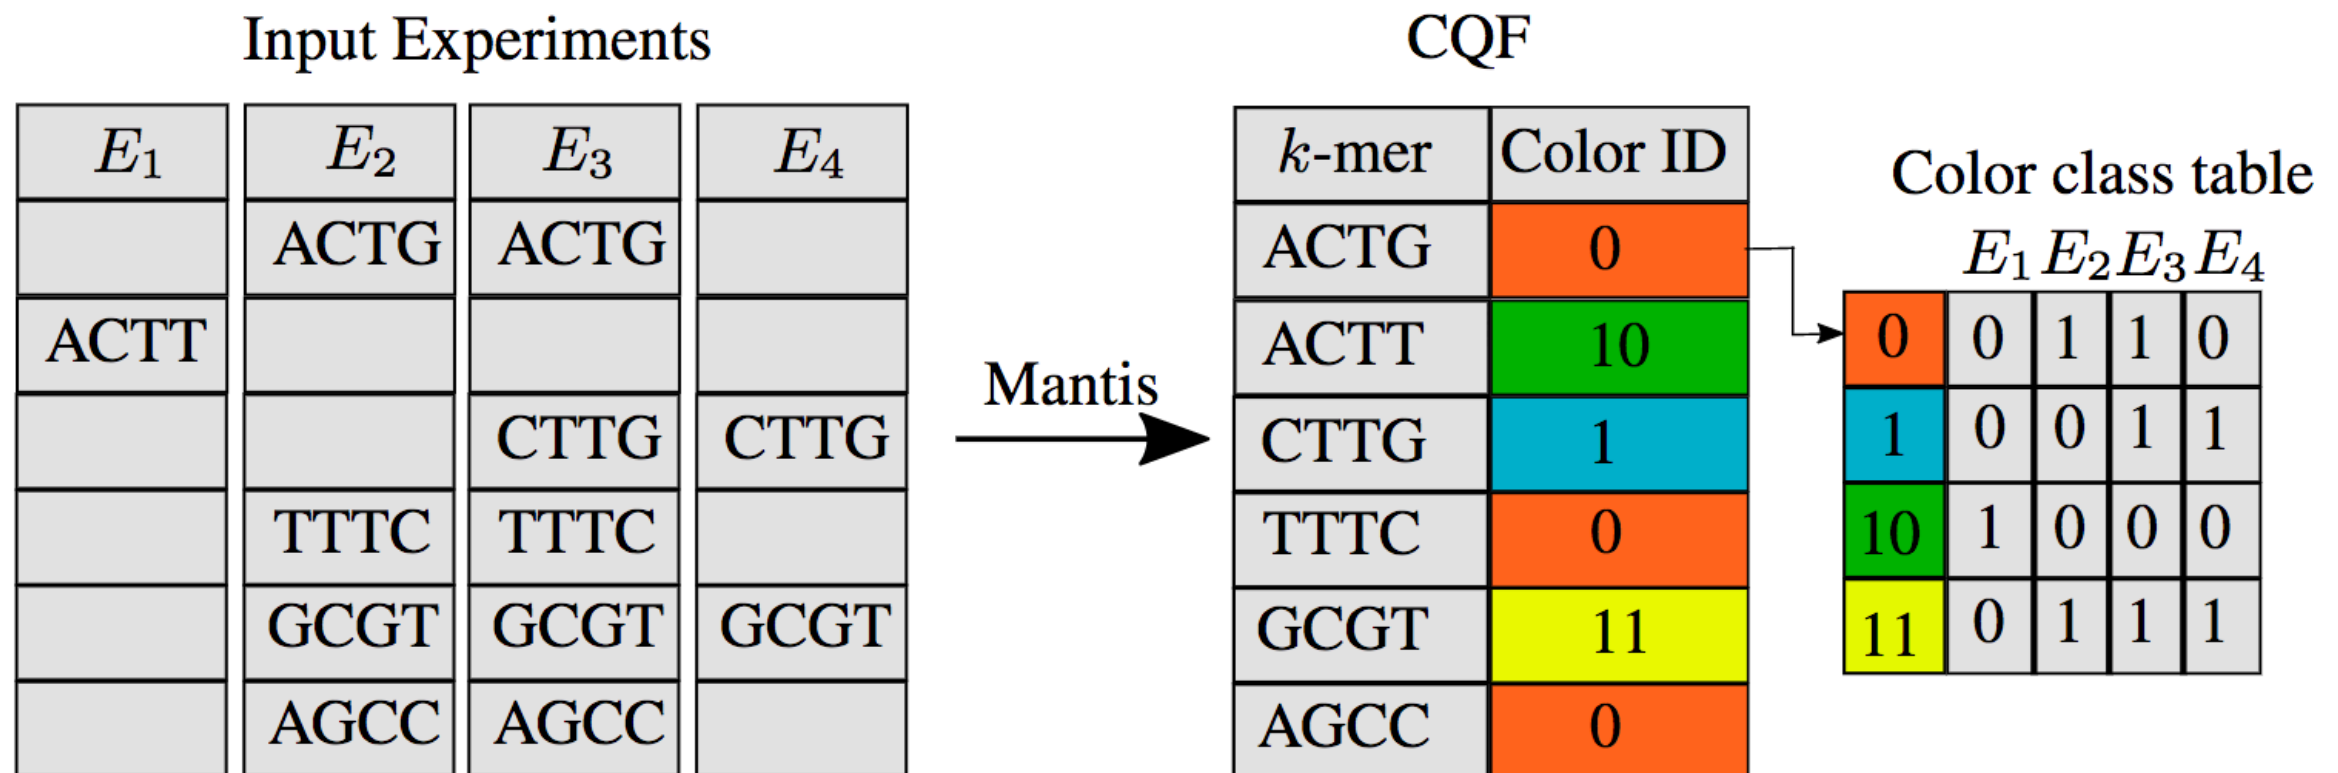 Input Experiments
E1 E2 E3 E4
ACTG ACTG
ACTT
CTTG CTTG
TTTC TTTC
GCGT GCGT GCGT
AGCC AGCC
Mantis
CQF
k-mer Color ID
ACTG 0
ACTT 10
CTTG 1
TTTC 0
GCGT 11
AGCC 0
Color class table
E1 E2 E3 E4
0 0 1 1 0
1 0 0 1 1
10 1 0 0 0
11 0 1 1 1